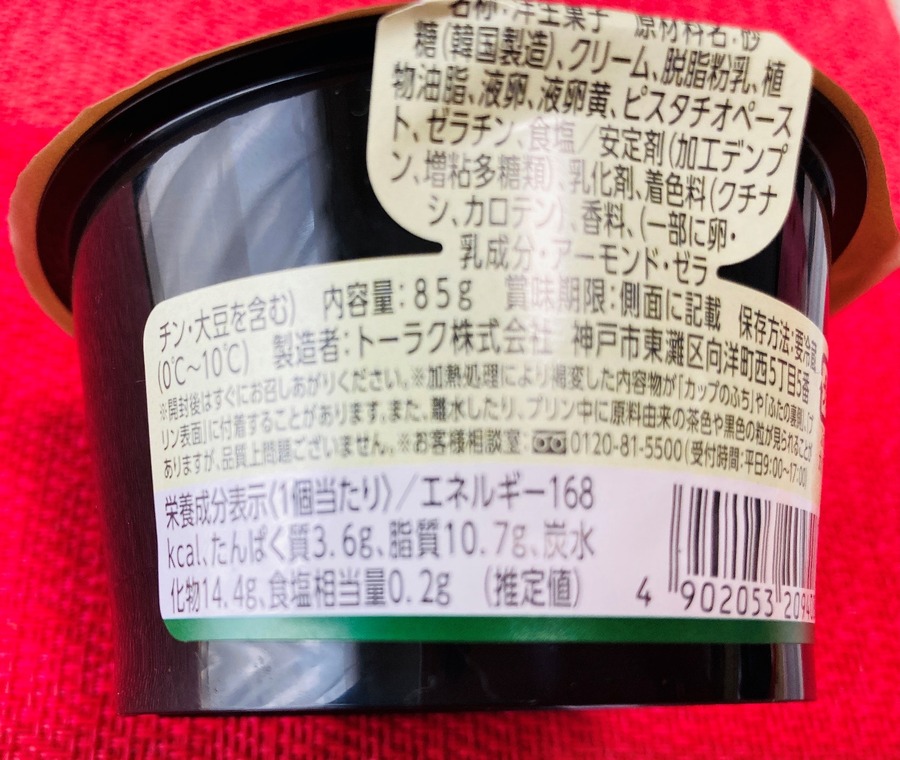 名称:洋生菓子 原材料名:砂
糖(韓国製造)、クリーム、脱脂粉乳、植
物油脂、液卵、液卵黄、ピスタチオペース
ト、ゼラチン、食塩/安定剤(加工デンプ
ン、増粘多糖類)、乳化剤、着色料(クチナ
シ、カロテン)、香料、(一部に卵・
乳成分・アーモンド・ゼラ
チン・大豆を含む) 内容量:85g 賞味期限:側面に記載 保存方法:要冷蔵
(0℃~10℃) 製造者:トーラク株式会社 神戸市東灘区向洋町西5丁目5番
※開封後はすぐにお召しあがりください。※加熱処理により褐変した内容物が「カップのふち」や「ふたの裏側」、「プ
リン表面」に付着することがあります。また、離水したり、プリン中に原料由来の茶色や黒色の粒が見られることが
ありますが、品質上問題ございません。※お客様相談室:0120-81-5500(受付時間:平日9:00~17:00)
栄養成分表示〈1個当たり〉/エネルギー168
kcal、たんぱく質3.6g、脂質10.7g、炭水
化物14.4g、食塩相当量0.2g (推定値)
4 902053 2094